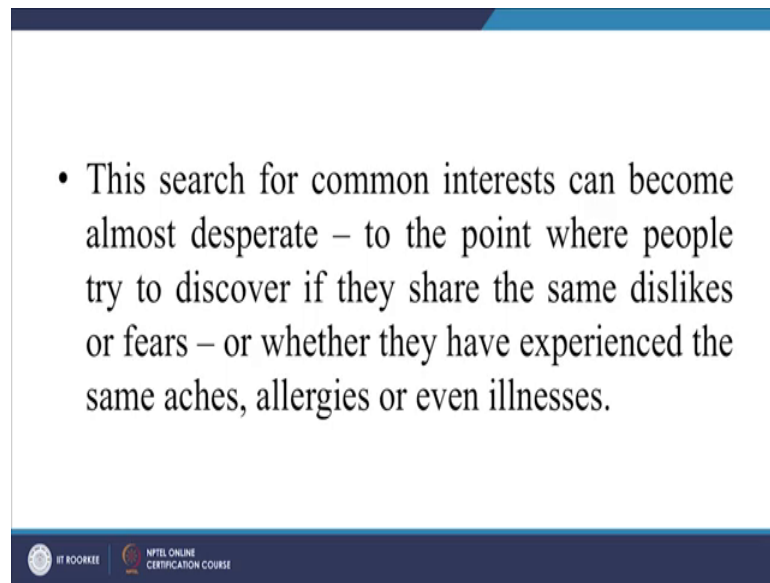 • This search for common interests can become
almost desperate – to the point where people
try to discover if they share the same dislikes
or fears – or whether they have experienced the
same aches, allergies or even illnesses.
IIT ROORKEE
NPTEL ONLINE
CERTIFICATION COURSE